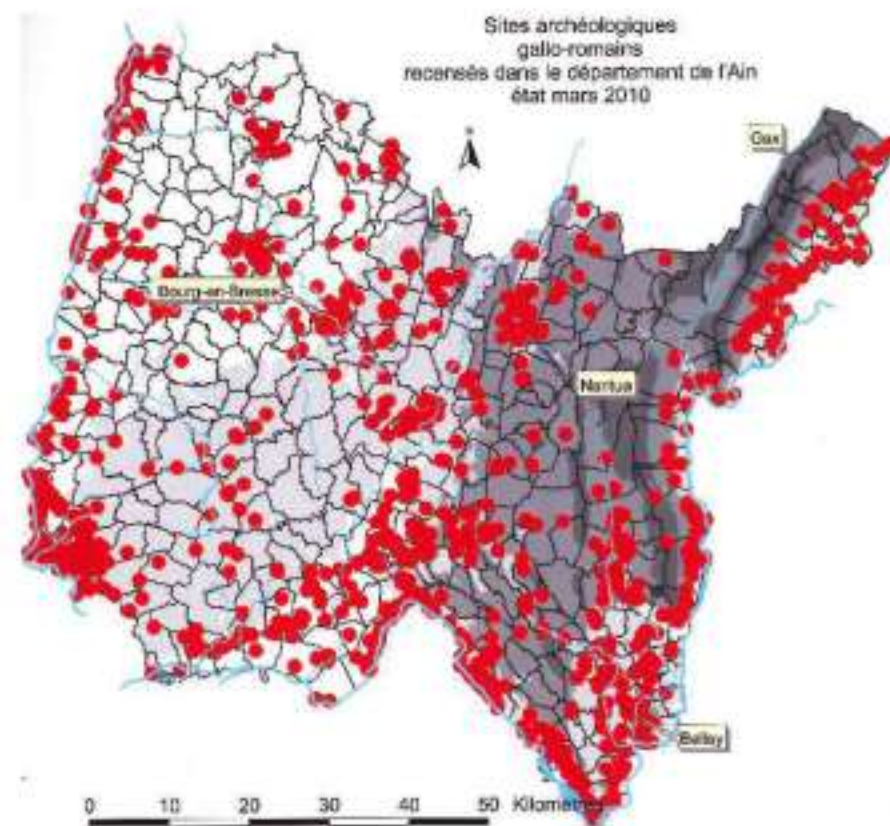 Sites archéologiques
gallo-romains
recensés dans le département de l'Ain
état mars 2010
Gex
Bourg-en-Bresse
Nantua
Belley
0 10 20 30 40 50 Kilomètres